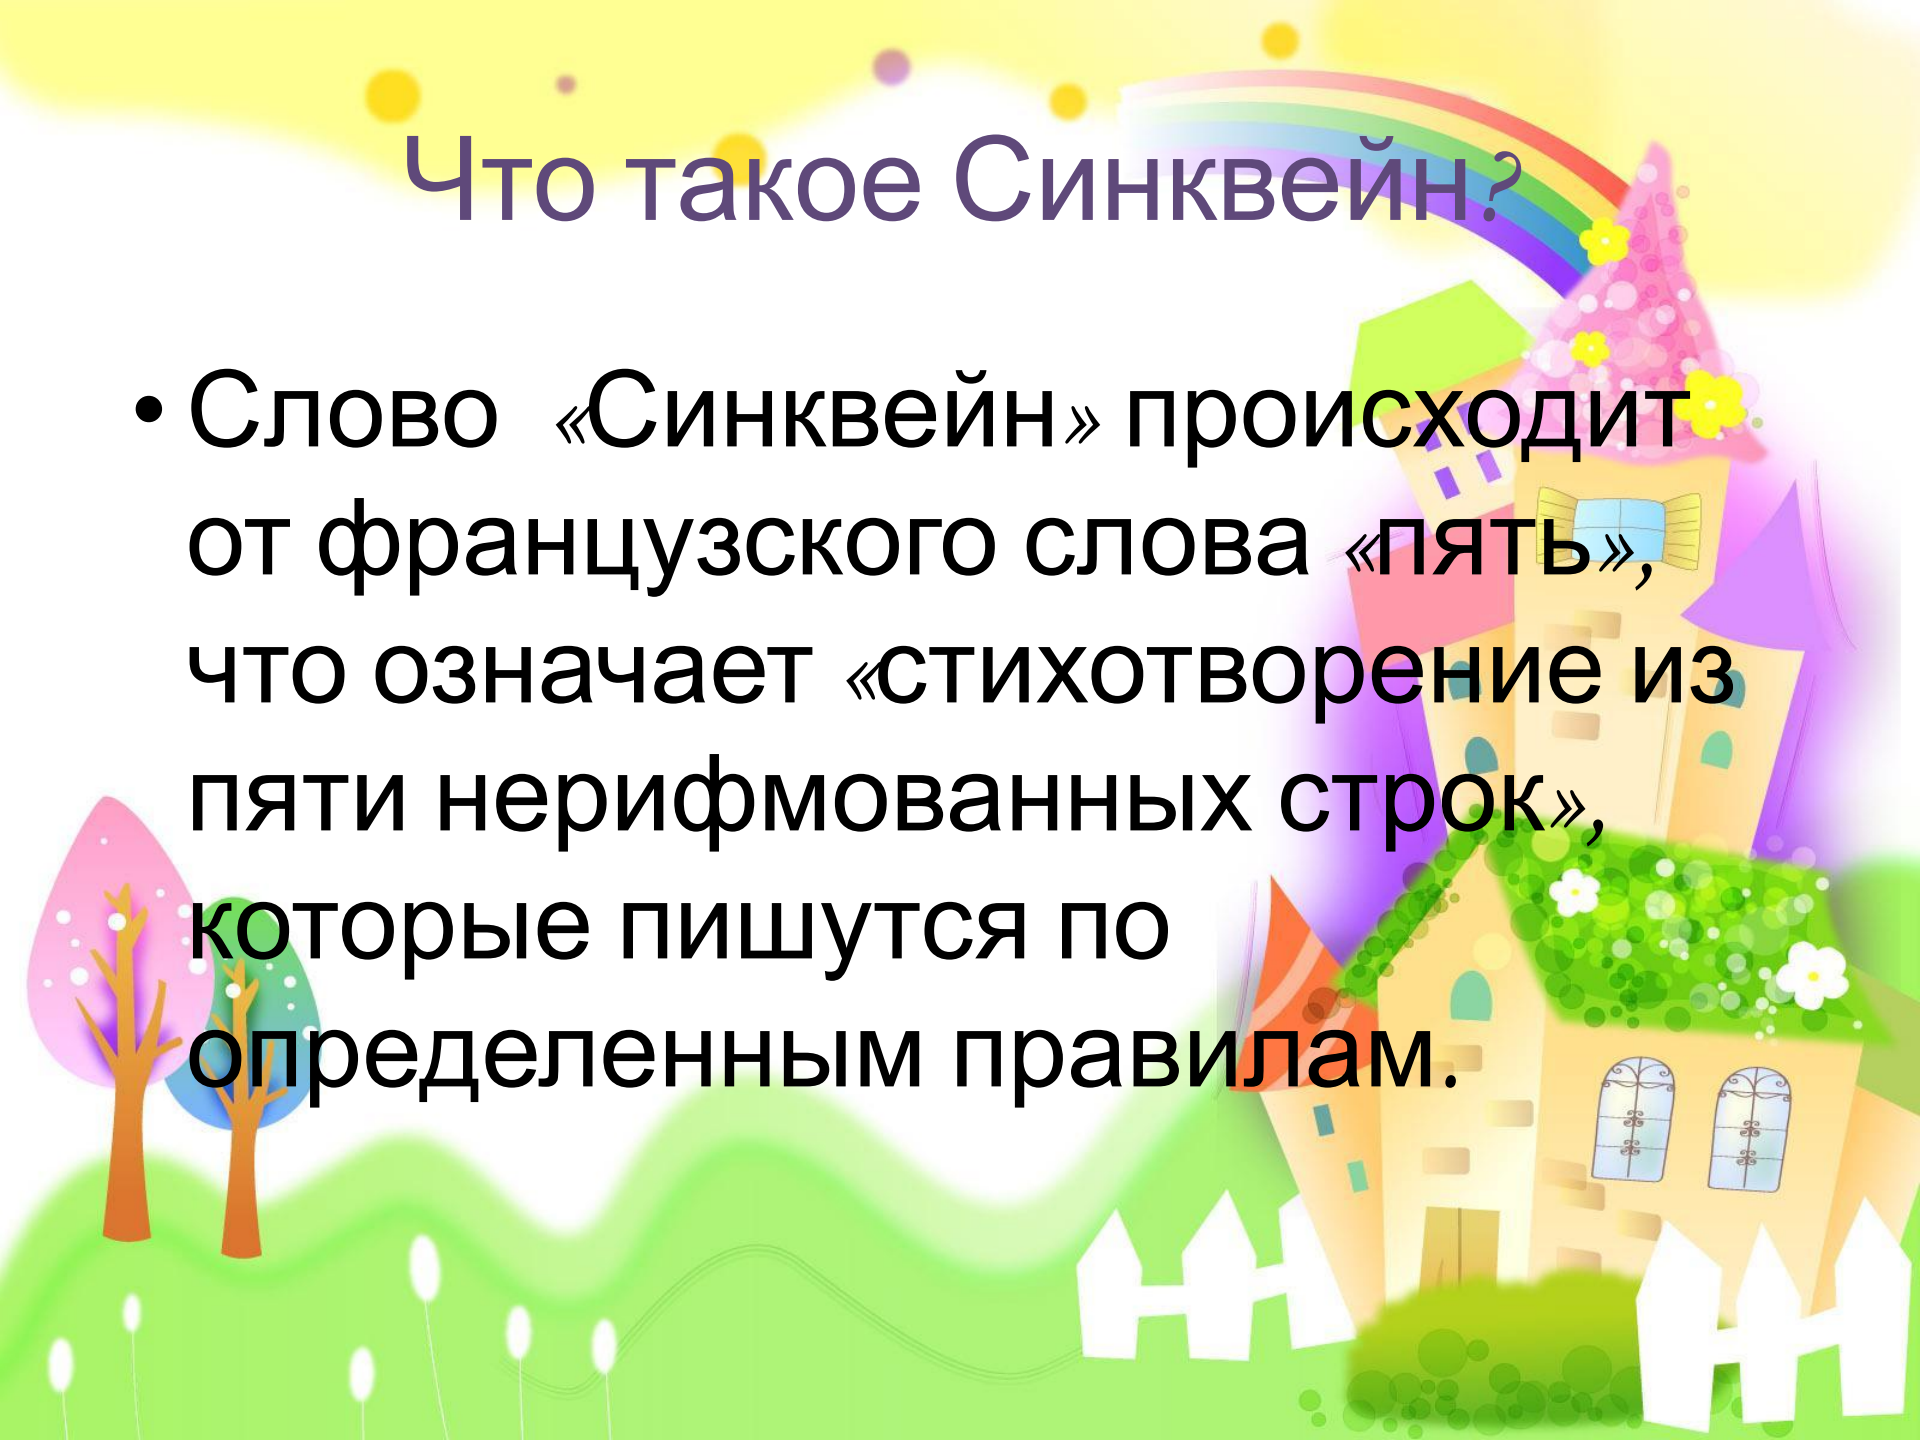 Что такое Синквейн?
• Слово «Синквейн» происходит
от французского слова «пять»,
что означает «стихотворение из
пяти нерифмованных строк»,
которые пишутся по
определенным правилам.